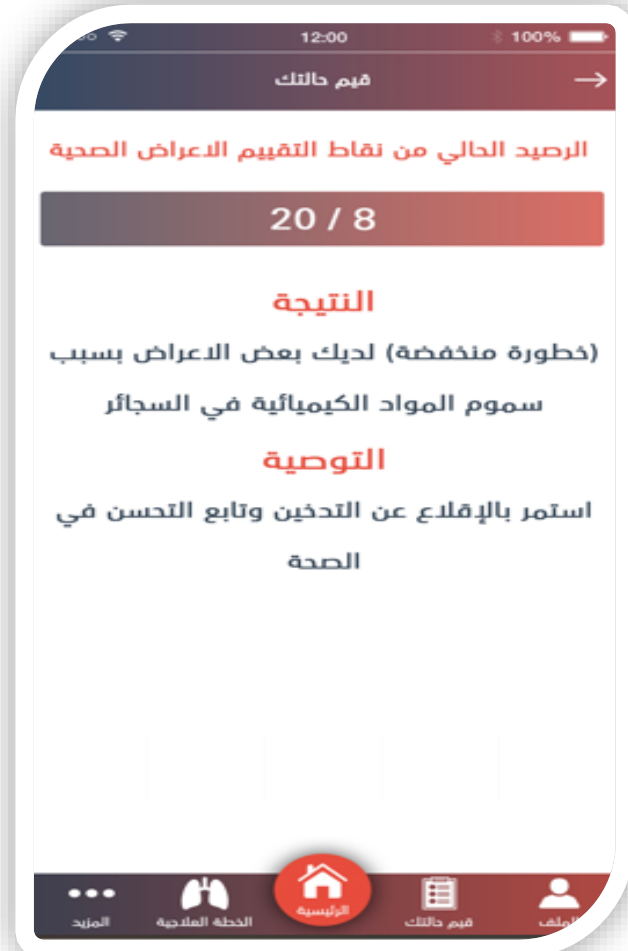 12:00
100%
قيم حالتك
الرصيد الحالي من نقاط التقييم الاعراض الصحية
20 / 8
النتيجة
(خطورة منخفضة) لديك بعض الاعراض بسبب
سموم المواد الكيميائية في السجائر
التوصية
استمر بالإقلاع عن التدخين وتابع التحسن في
الصحة
الملف
قيم حالتك
الرئيسية
الخطة العلاجية
المزيد